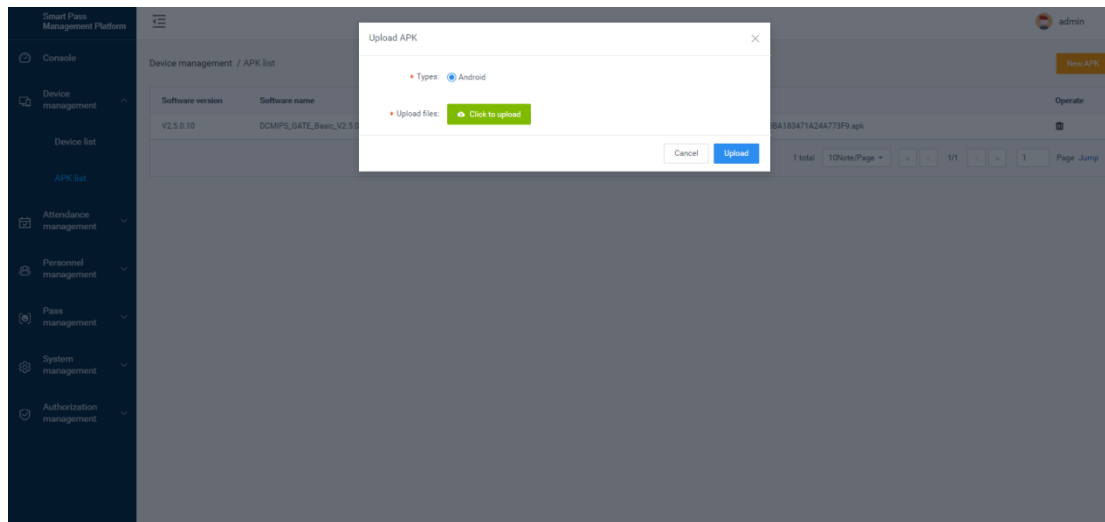 Smart Pass
Management Platform
admin
Upload APK
Console
Device management / APK list
New APK
* Types: Android
Device
management
Software version Software name Operate
* Upload files: Click to upload
V2.5.0.10 DCMIPS_GATE_Basic_V2.5.0 BA183471A24A773F9.apk
Device list
Cancel Upload
1 total 10Note/Page 1/1 1 Page Jump
APK list
Attendance
management
Personnel
management
Pass
management
System
management
Authorization
management